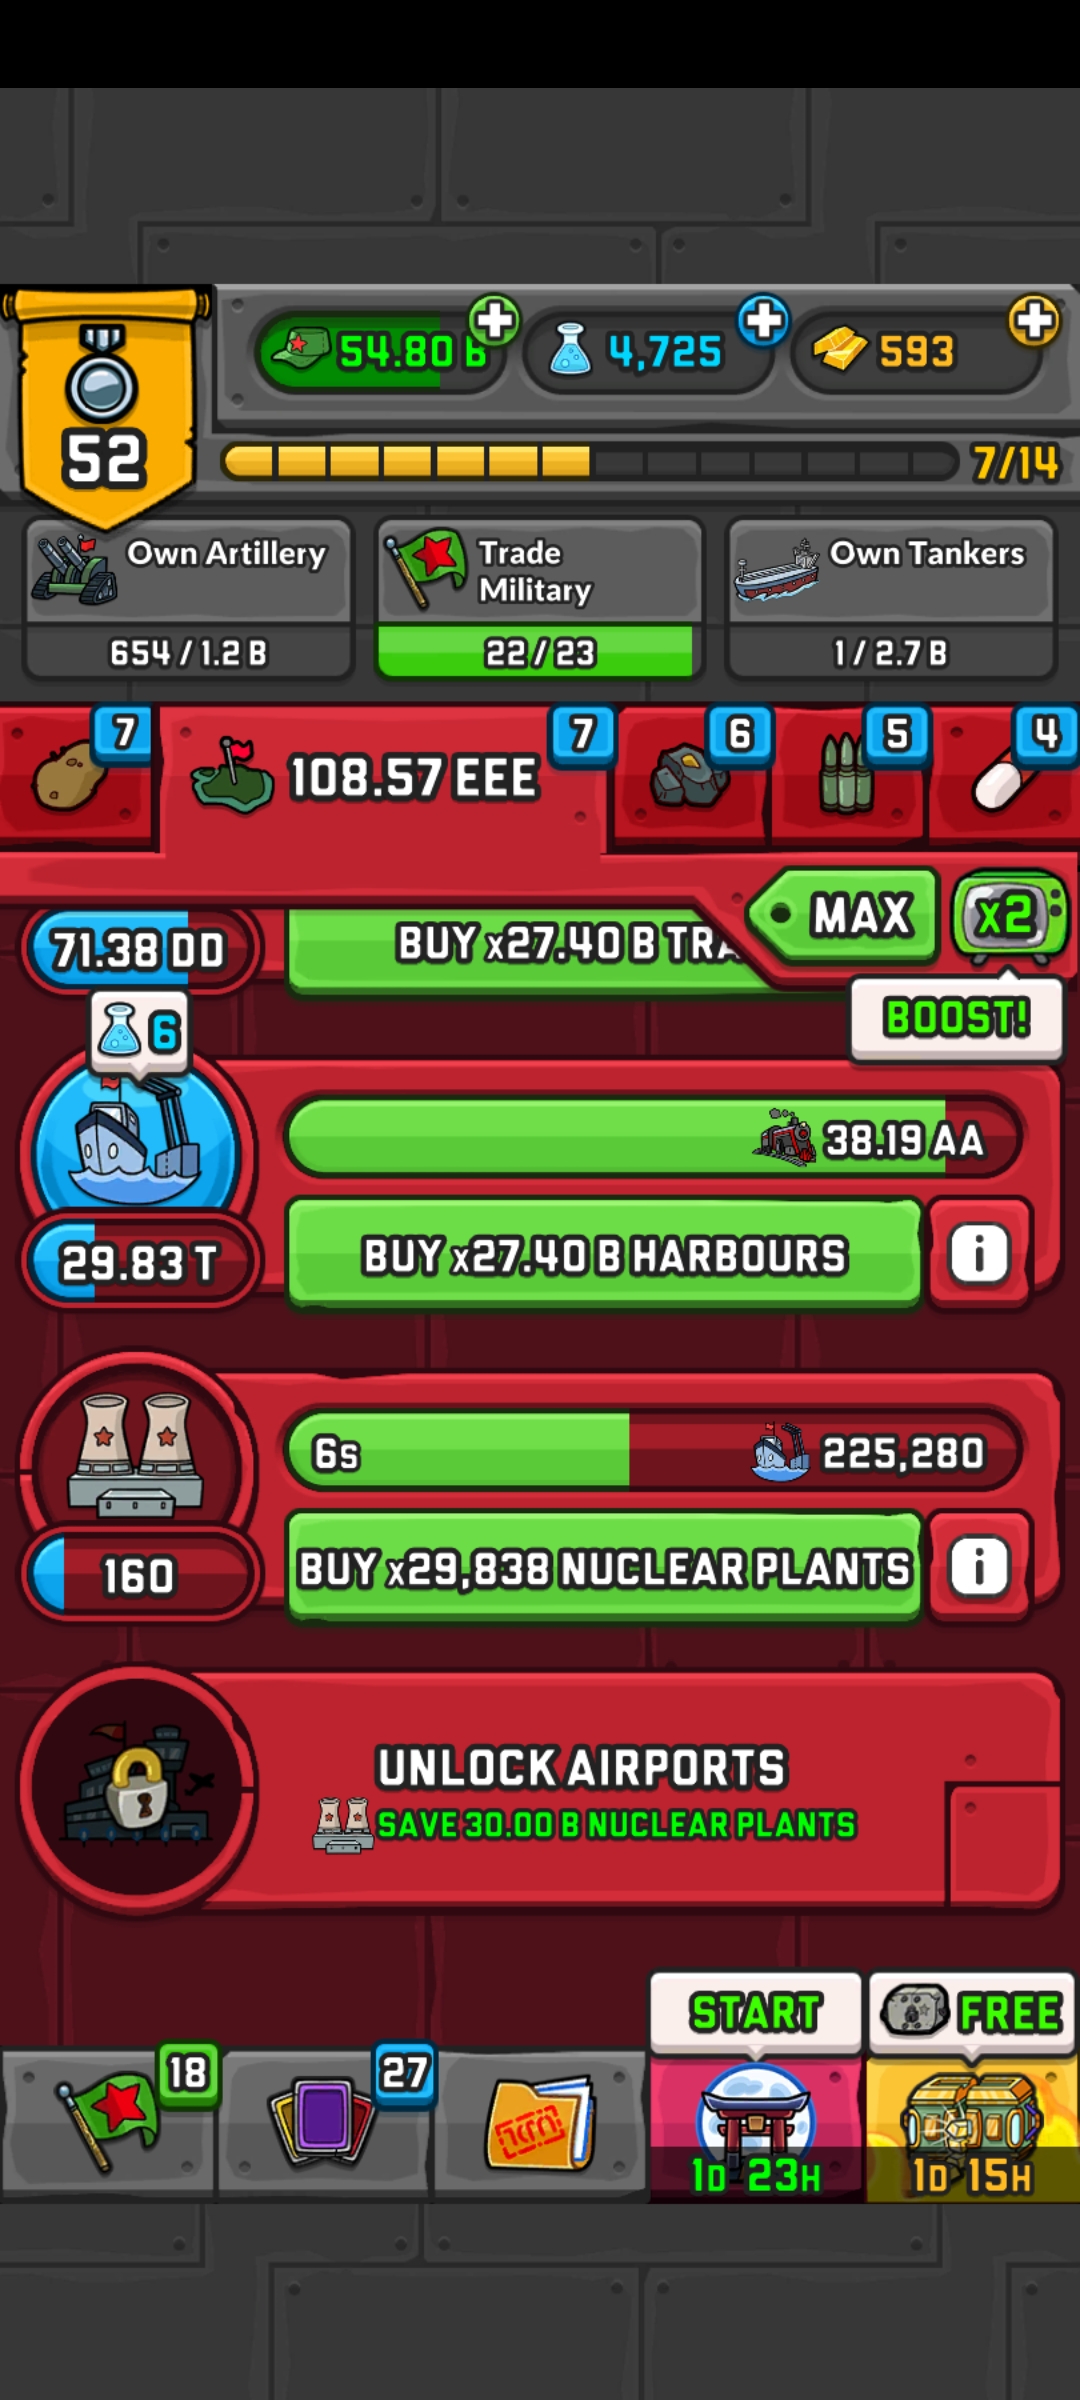 54.80 B
4,725
593
52
7/14
Own Artillery
654 / 1.2 B
Trade
Military
22 / 23
Own Tankers
1 / 2.7 B
7
108.57 EEE
7
6
5
4
MAX
x2
BOOST!
71.38 DD
BUY x27.40 B TRA
6
38.19 AA
29.83 T
BUY x27.40 B HARBOURS
i
6s
225,280
160
BUY x29,838 NUCLEAR PLANTS
i
UNLOCK AIRPORTS
SAVE 30.00 B NUCLEAR PLANTS
START
FREE
18
27
1D 23H
1D 15H